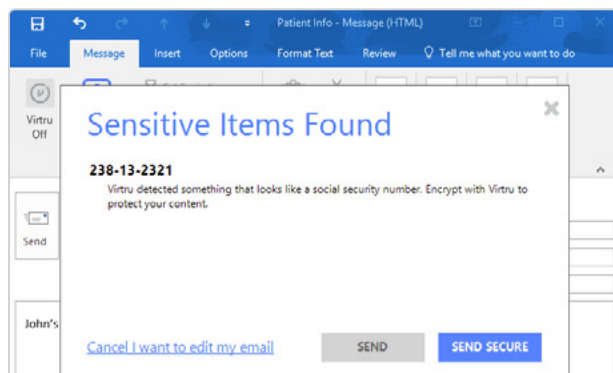 Patient Info - Message (HTML)
File Message Insert Options Format Text Review Tell me what you want to do
Virtru
Off
Sensitive Items Found
238-13-2321
Virtru detected something that looks like a social security number. Encrypt with Virtru to
protect your content.
Send
John's
Cancel I want to edit my email SEND SEND SECURE